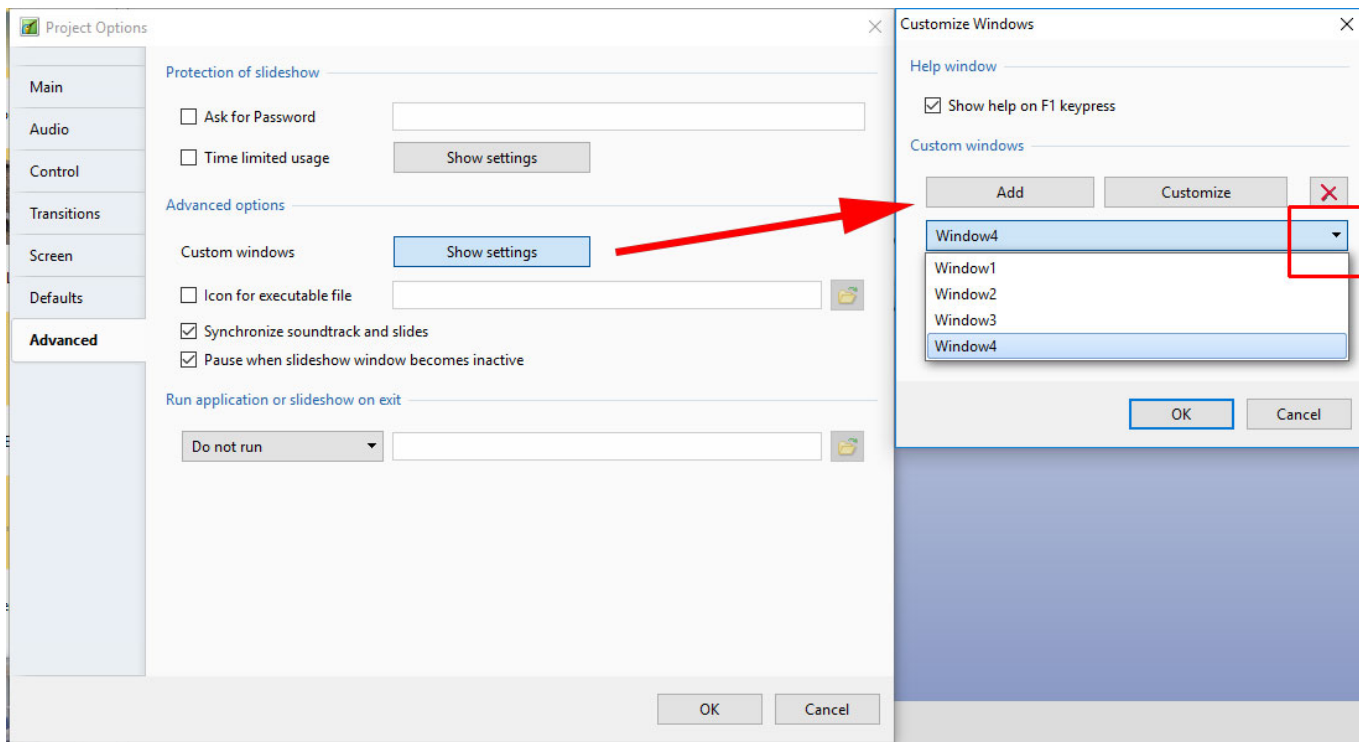 Project Options
Main
Audio
Control
Transitions
Screen
Defaults
Advanced
Protection of slideshow
Ask for Password
Time limited usage
Show settings
Advanced options
Custom windows
Show settings
Icon for executable file
Synchronize soundtrack and slides
Pause when slideshow window becomes inactive
Run application or slideshow on exit
Do not run
OK
Cancel
Customize Windows
Help window
Show help on F1 keypress
Custom windows
Add
Customize
Window4
Window1
Window2
Window3
Window4
OK
Cancel